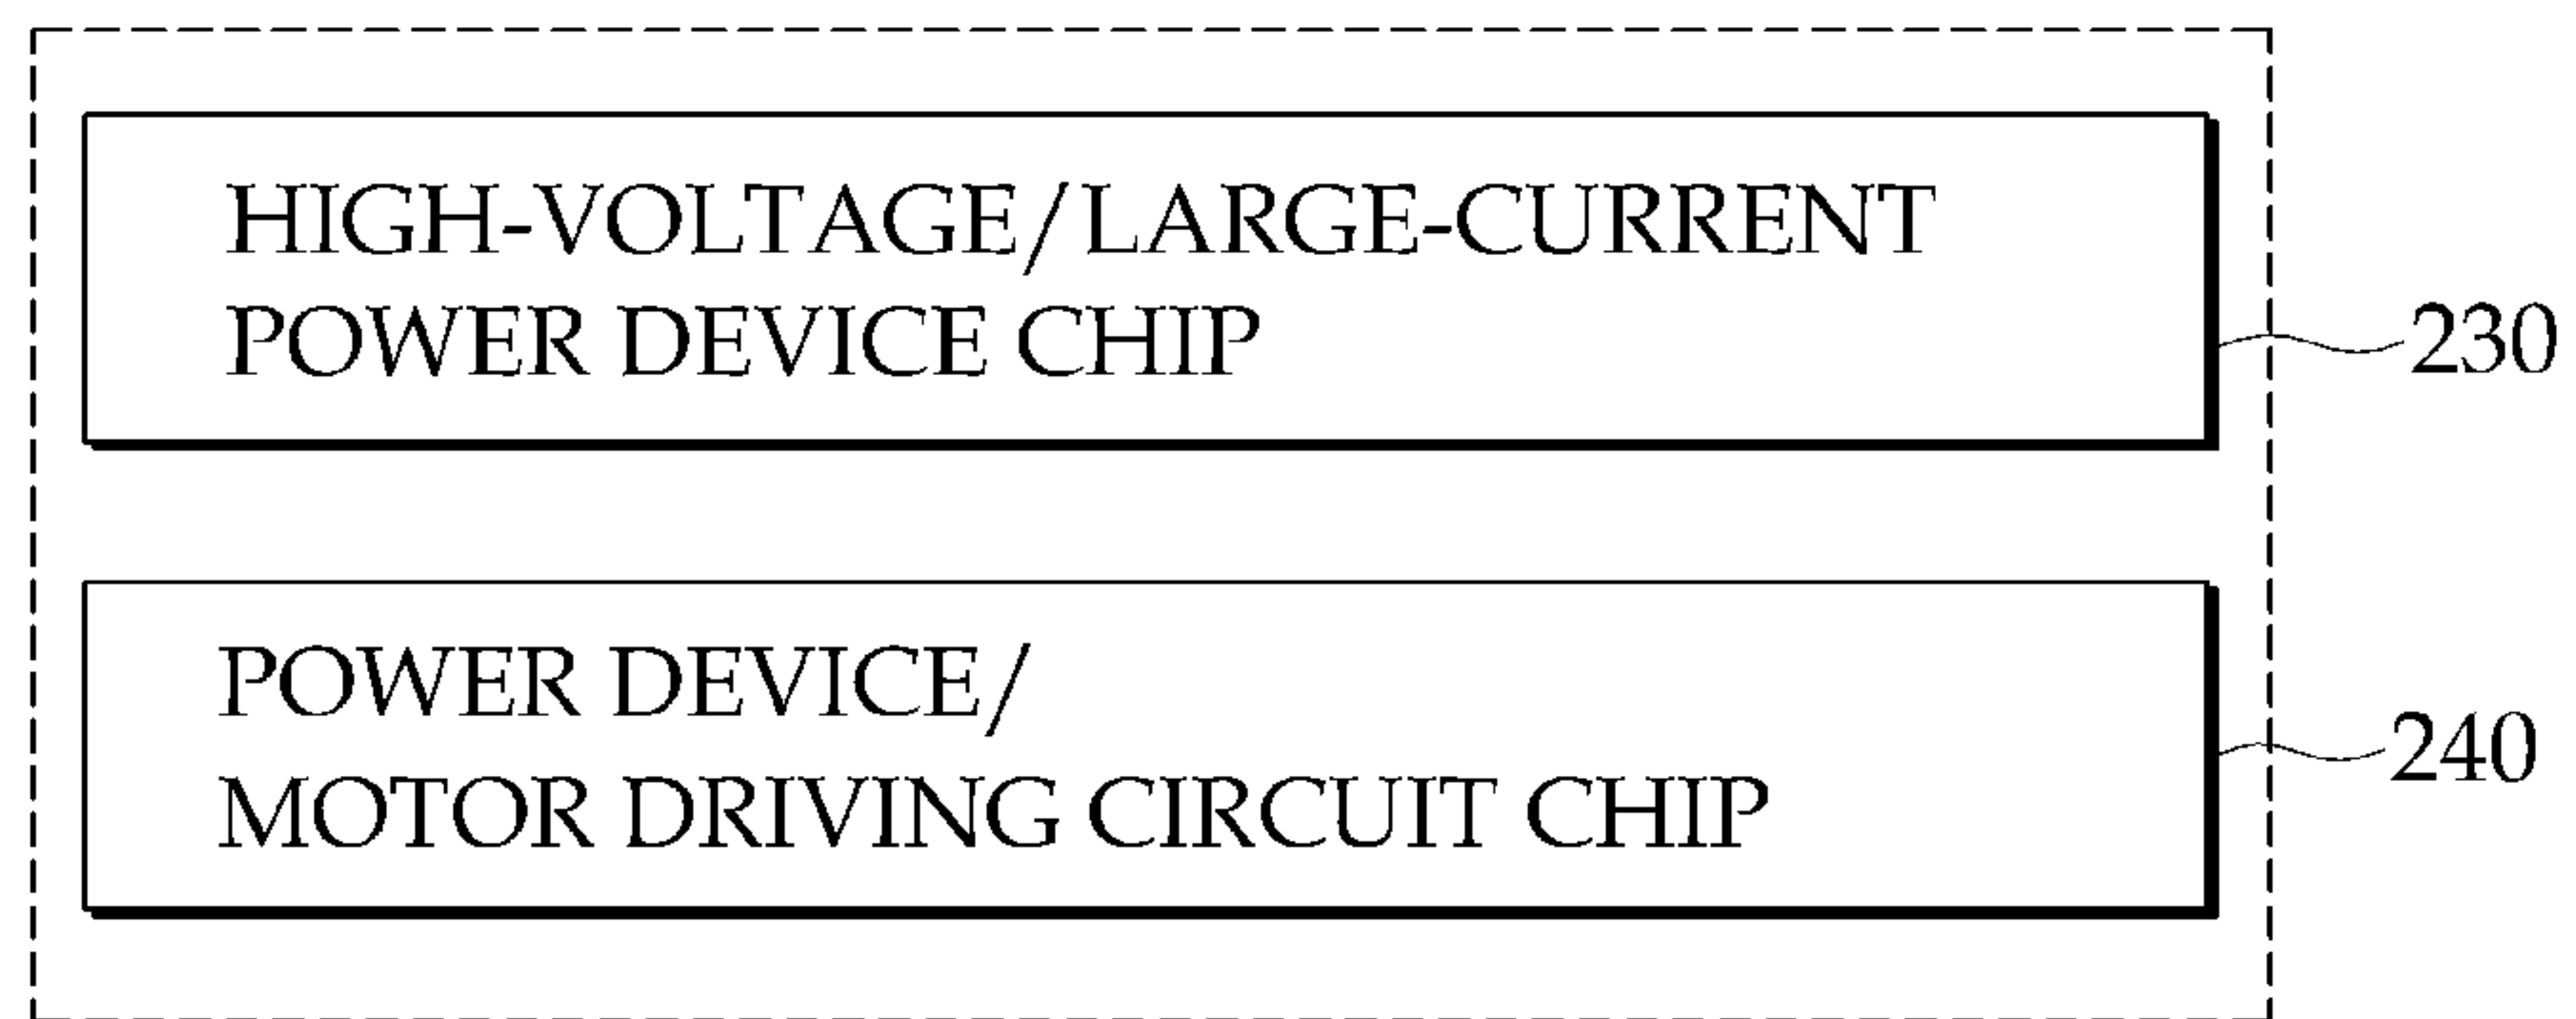 HIGH-VOLTAGE/LARGE-CURRENT
POWER DEVICE CHIP
230
POWER DEVICE/
MOTOR DRIVING CIRCUIT CHIP
240